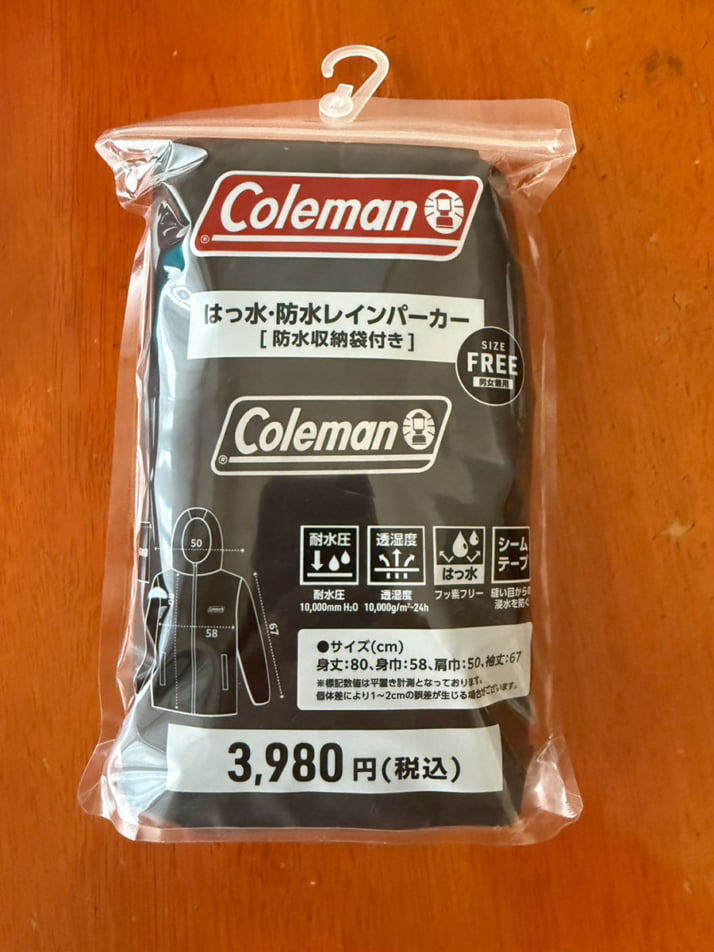 Coleman
®
はっ水・防水レインパーカー
[ 防水収納袋付き ]
SIZE
FREE
男女兼用
Coleman
®
50
58
67
Coleman
耐水圧
耐水圧
10,000mm H₂O
透湿度
透湿度
10,000g/m²-24h
はっ水
フッ素フリー
シーム
テープ
縫い目から
浸水を防ぐ
●サイズ(cm)
身丈:80、身巾:58、肩巾:50、袖丈:67
※標記数値は平置き計測となっております。
個体差により1〜2cmの誤差が生じる場合がございます。
3,980 円(税込)